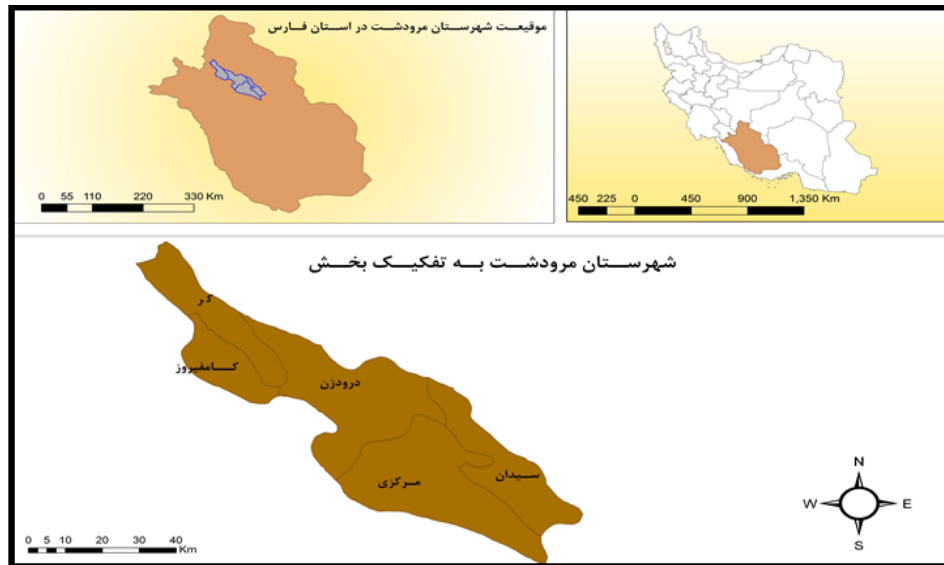 موقیعت شهرستان مرودشت در استان فارس
0 55 110 220 330 Km
450 225 0 450 900 1,350 Km
شهرستان مرودشت به تفکیک بخش
کر
کامفیروز
درودزن
سیدان
مرکزی
N
W E
S
0 5 10 20 30 40
Km